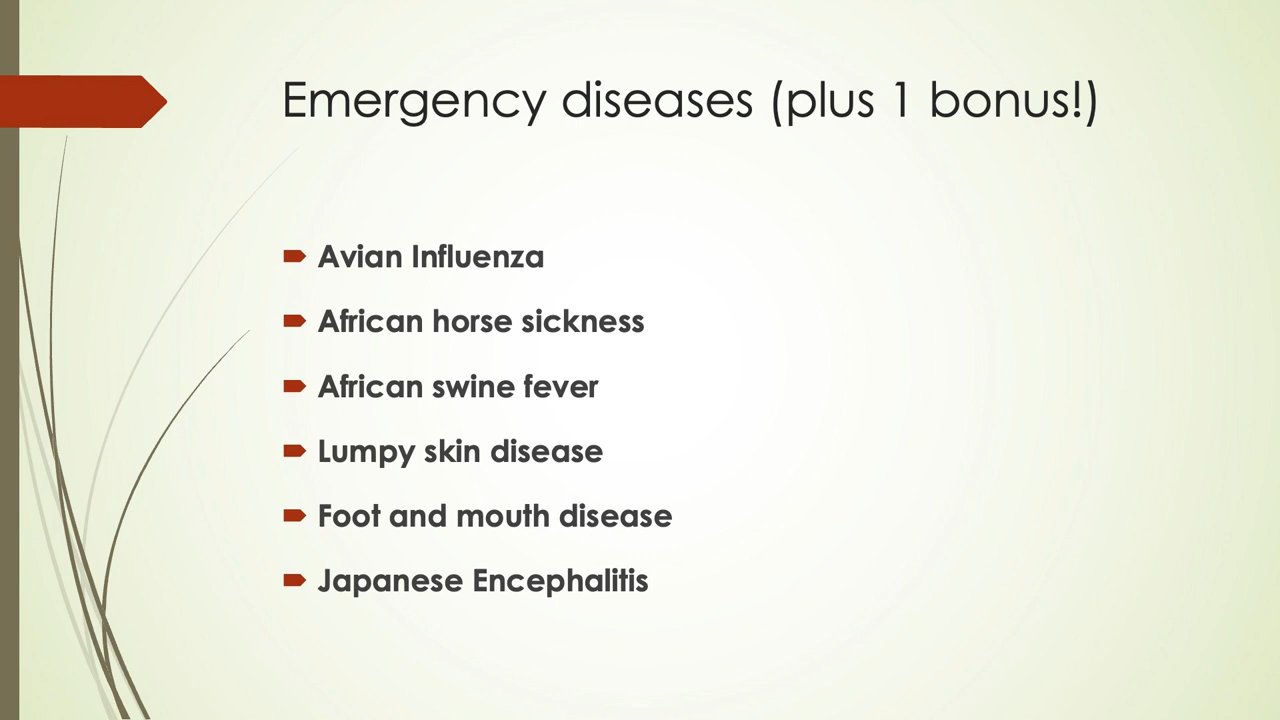 Emergency diseases (plus 1 bonus!)
Avian Influenza
African horse sickness
African swine fever
Lumpy skin disease
Foot and mouth disease
Japanese Encephalitis